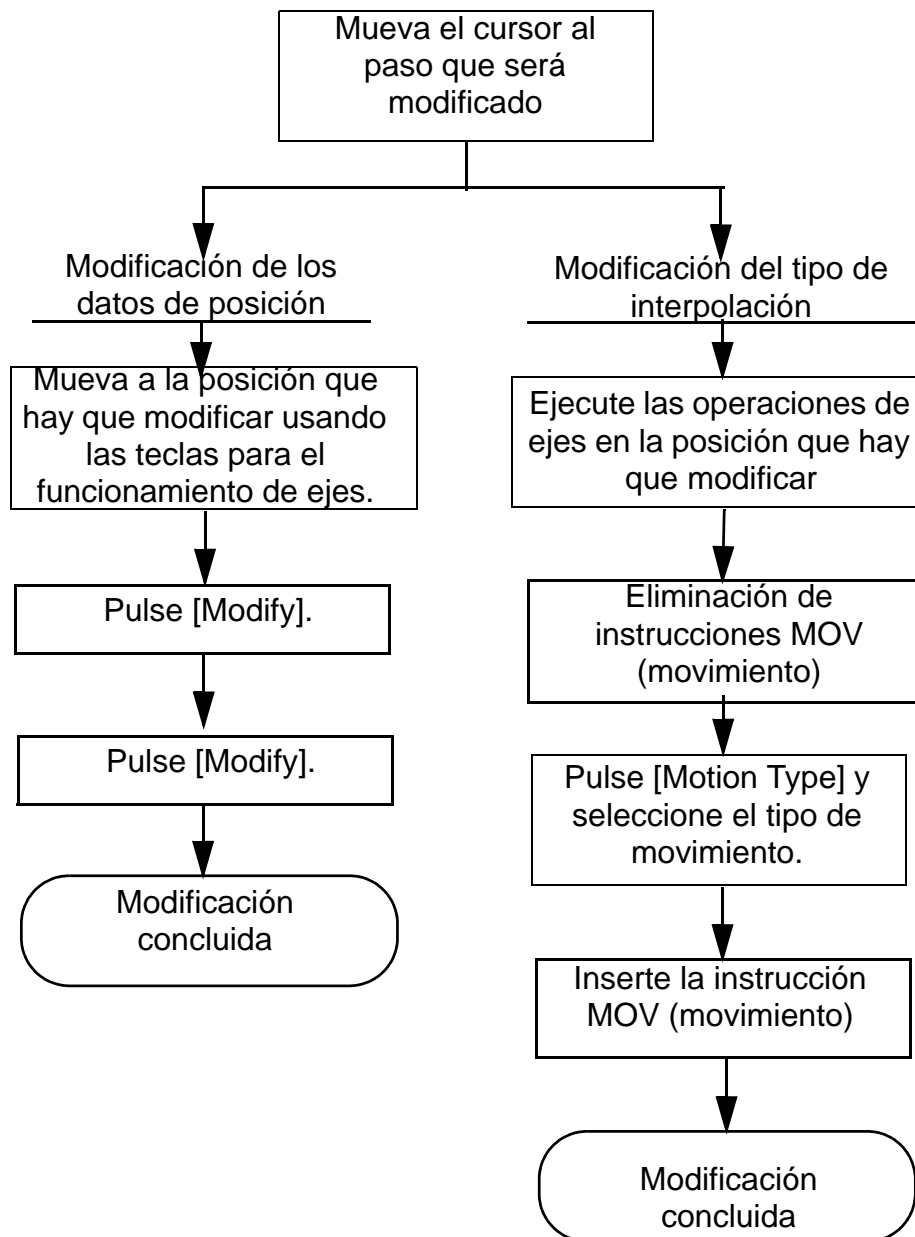 Mueva el cursor al
paso que será
modificado
Modificación de los
datos de posición
Mueva a la posición que
hay que modificar usando
las teclas para el
funcionamiento de ejes.
Pulse [Modify].
Pulse [Modify].
Modificación
concluida
Modificación del tipo de
interpolación
Ejecute las operaciones de
ejes en la posición que hay
que modificar
Eliminación de
instrucciones MOV
(movimiento)
Pulse [Motion Type] y
seleccione el tipo de
movimiento.
Inserte la instrucción
MOV (movimiento)
Modificación
concluida